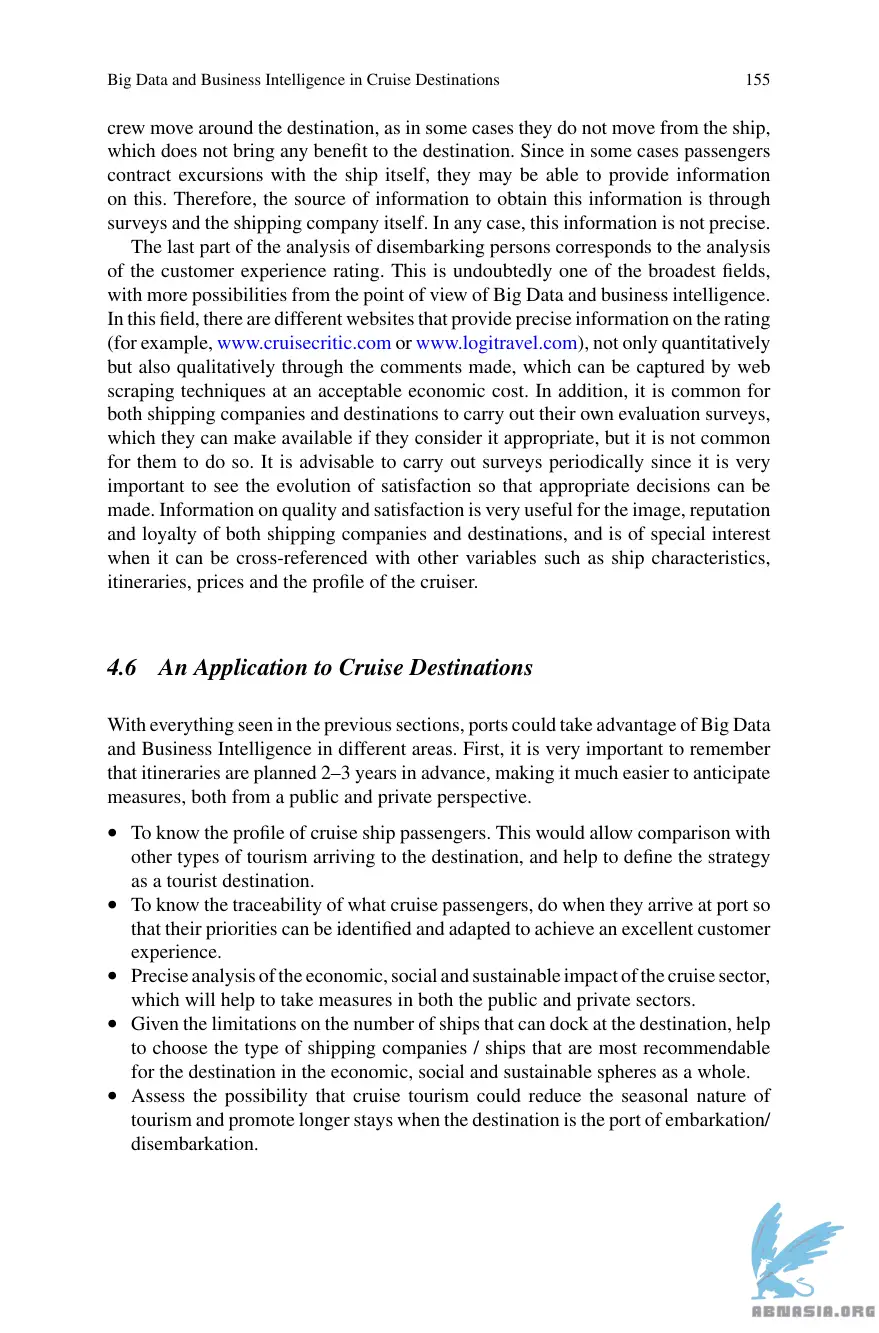 Big Data and Business Intelligence in Cruise Destinations 155
crew move around the destination, as in some cases they do not move from the ship,
which does not bring any benefit to the destination. Since in some cases passengers
contract excursions with the ship itself, they may be able to provide information
on this. Therefore, the source of information to obtain this information is through
surveys and the shipping company itself. In any case, this information is not precise.
The last part of the analysis of disembarking persons corresponds to the analysis
of the customer experience rating. This is undoubtedly one of the broadest fields,
with more possibilities from the point of view of Big Data and business intelligence.
In this field, there are different websites that provide precise information on the rating
(for example, www.cruisecritic.com or www.logitravel.com), not only quantitatively
but also qualitatively through the comments made, which can be captured by web
scraping techniques at an acceptable economic cost. In addition, it is common for
both shipping companies and destinations to carry out their own evaluation surveys,
which they can make available if they consider it appropriate, but it is not common
for them to do so. It is advisable to carry out surveys periodically since it is very
important to see the evolution of satisfaction so that appropriate decisions can be
made. Information on quality and satisfaction is very useful for the image, reputation
and loyalty of both shipping companies and destinations, and is of special interest
when it can be cross-referenced with other variables such as ship characteristics,
itineraries, prices and the profile of the cruiser.
4.6 An Application to Cruise Destinations
With everything seen in the previous sections, ports could take advantage of Big Data
and Business Intelligence in different areas. First, it is very important to remember
that itineraries are planned 2–3 years in advance, making it much easier to anticipate
measures, both from a public and private perspective.
• To know the profile of cruise ship passengers. This would allow comparison with
other types of tourism arriving to the destination, and help to define the strategy
as a tourist destination.
• To know the traceability of what cruise passengers, do when they arrive at port so
that their priorities can be identified and adapted to achieve an excellent customer
experience.
• Precise analysis of the economic, social and sustainable impact of the cruise sector,
which will help to take measures in both the public and private sectors.
• Given the limitations on the number of ships that can dock at the destination, help
to choose the type of shipping companies / ships that are most recommendable
for the destination in the economic, social and sustainable spheres as a whole.
• Assess the possibility that cruise tourism could reduce the seasonal nature of
tourism and promote longer stays when the destination is the port of embarkation/
disembarkation.
ABNASIA.ORG